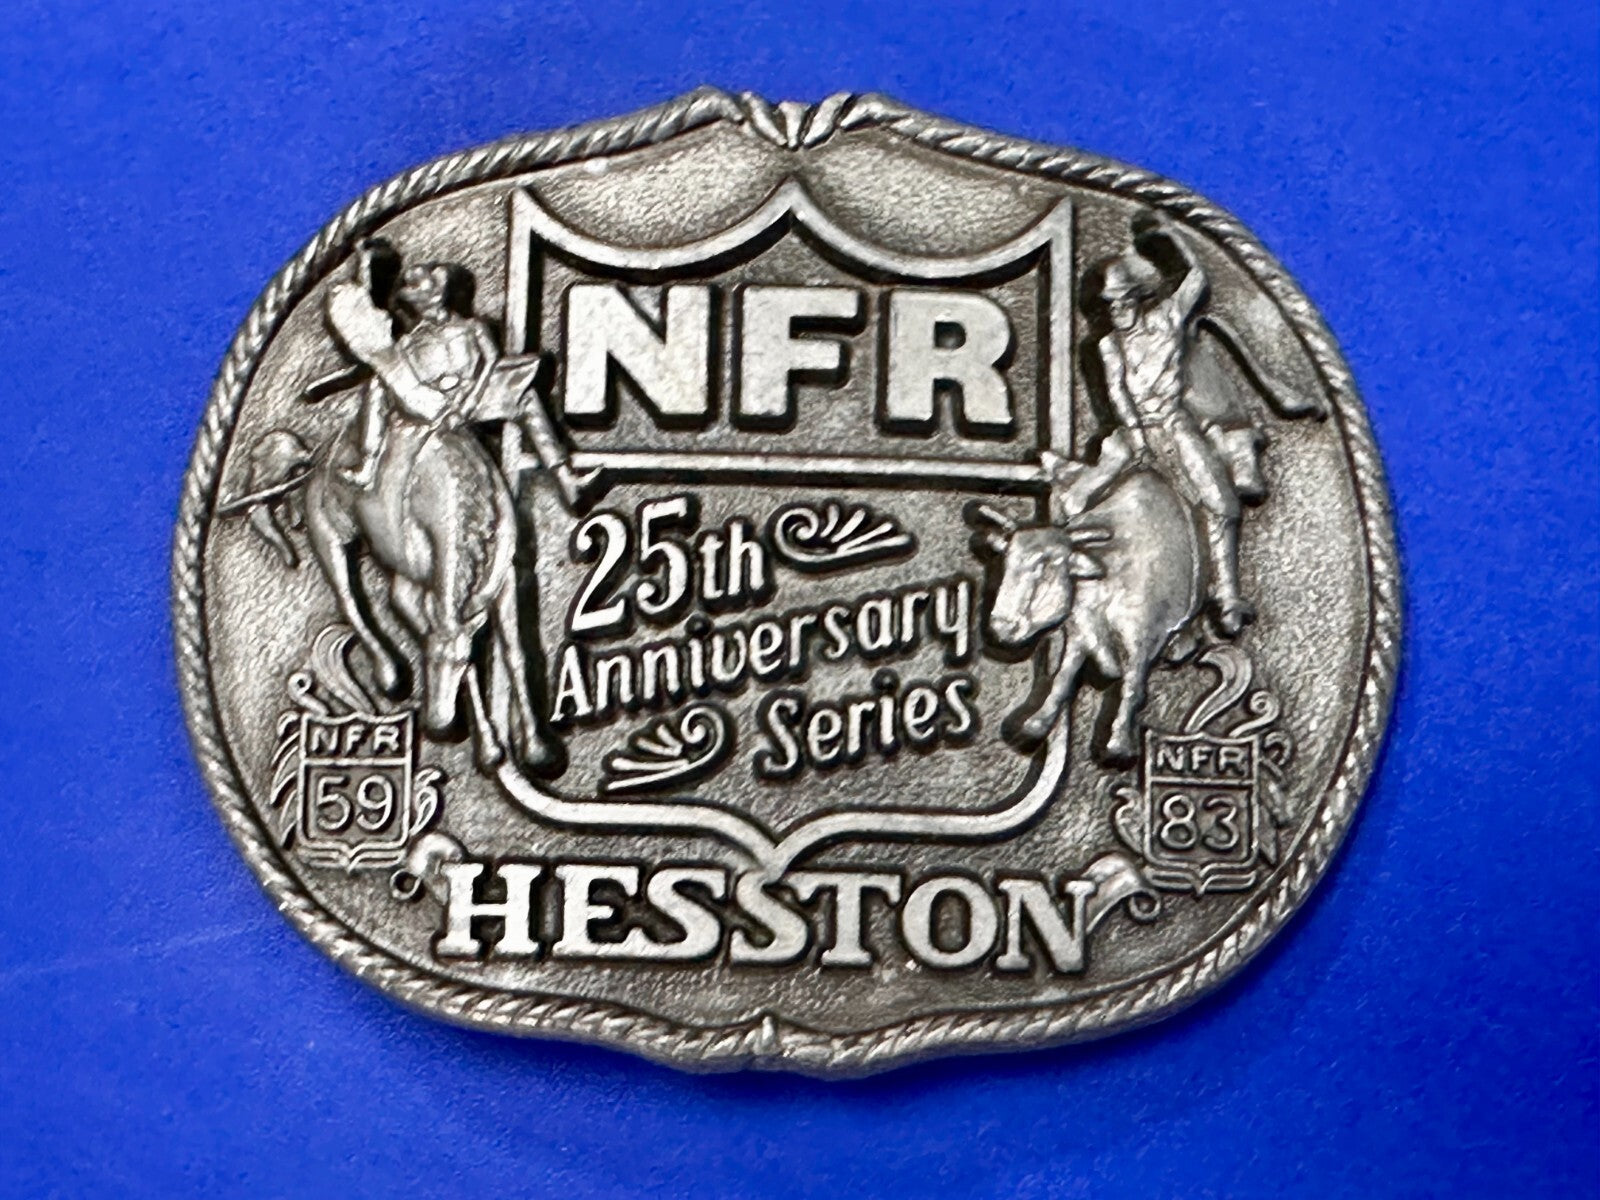 NFR
25th
Anniversary
Series
NFR
59
NFR
83
HESSTON